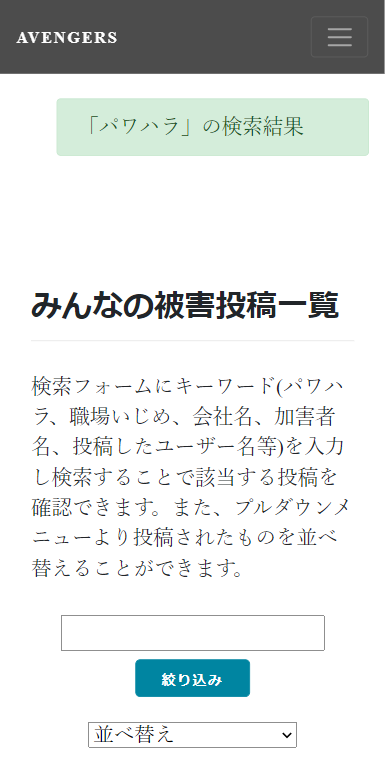 AVENGERS
「パワハラ」の検索結果
みんなの被害投稿一覧
検索フォームにキーワード(パワハ
ラ、職場いじめ、会社名、加害者
名、投稿したユーザー名等)を入力
し検索することで該当する投稿を
確認できます。また、プルダウンメ
ニューより投稿されたものを並べ
替えることができます。
絞り込み
並べ替え